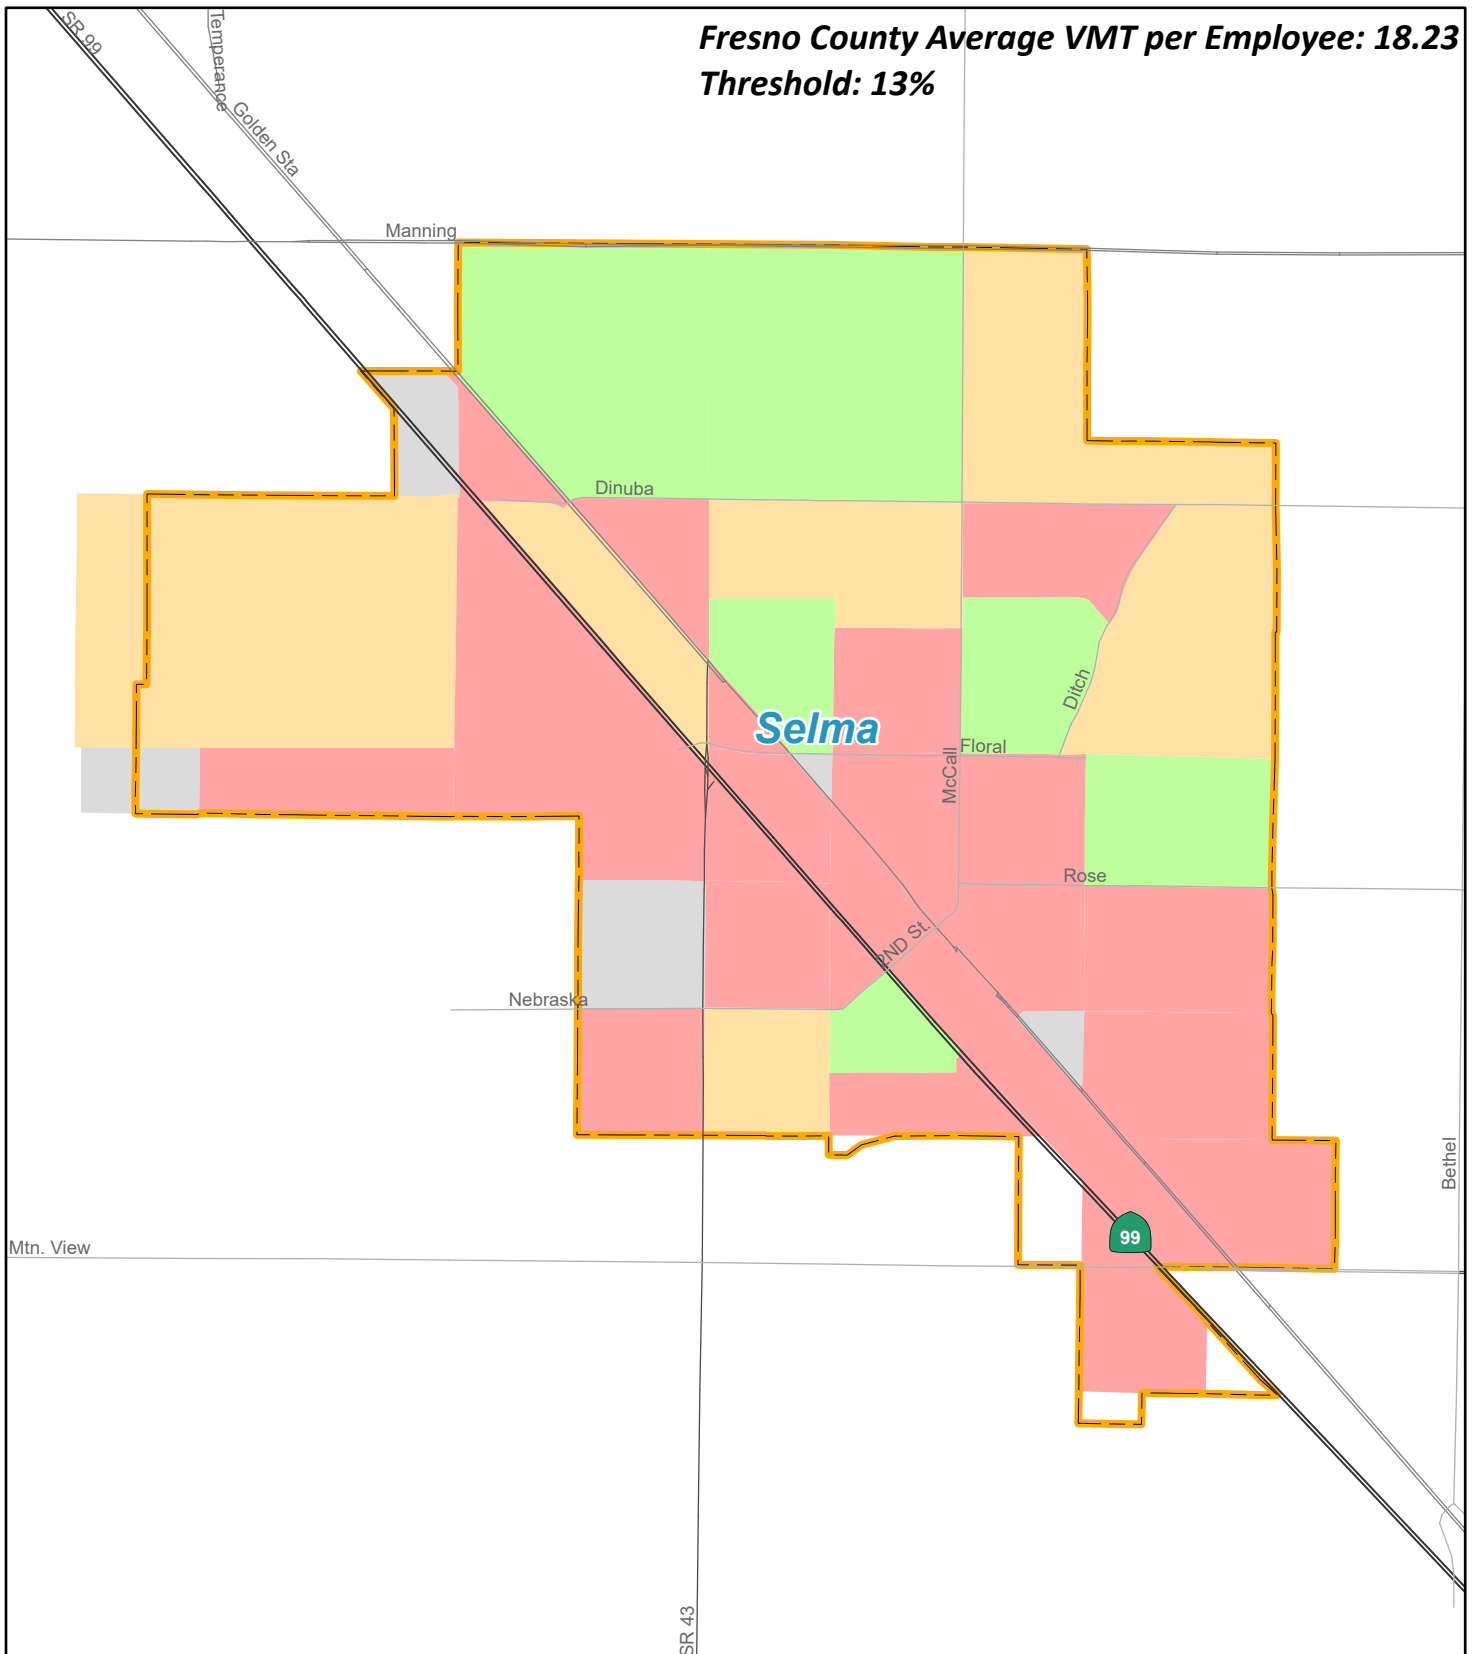 Fresno County Average VMT per Employee: 18.23
Threshold: 13%
SR 99
Temperance
Golden Sta
Manning
Dinuba
Ditch
Selma
Floral
McCall
Rose
2ND St.
Nebraska
Bethel
99
Mtn. View
SR 43